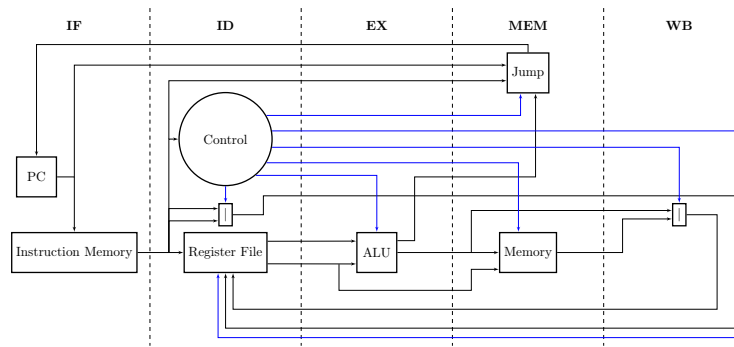 IF ID EX MEM WB
Jump
Control
PC
Instruction Memory Register File ALU Memory